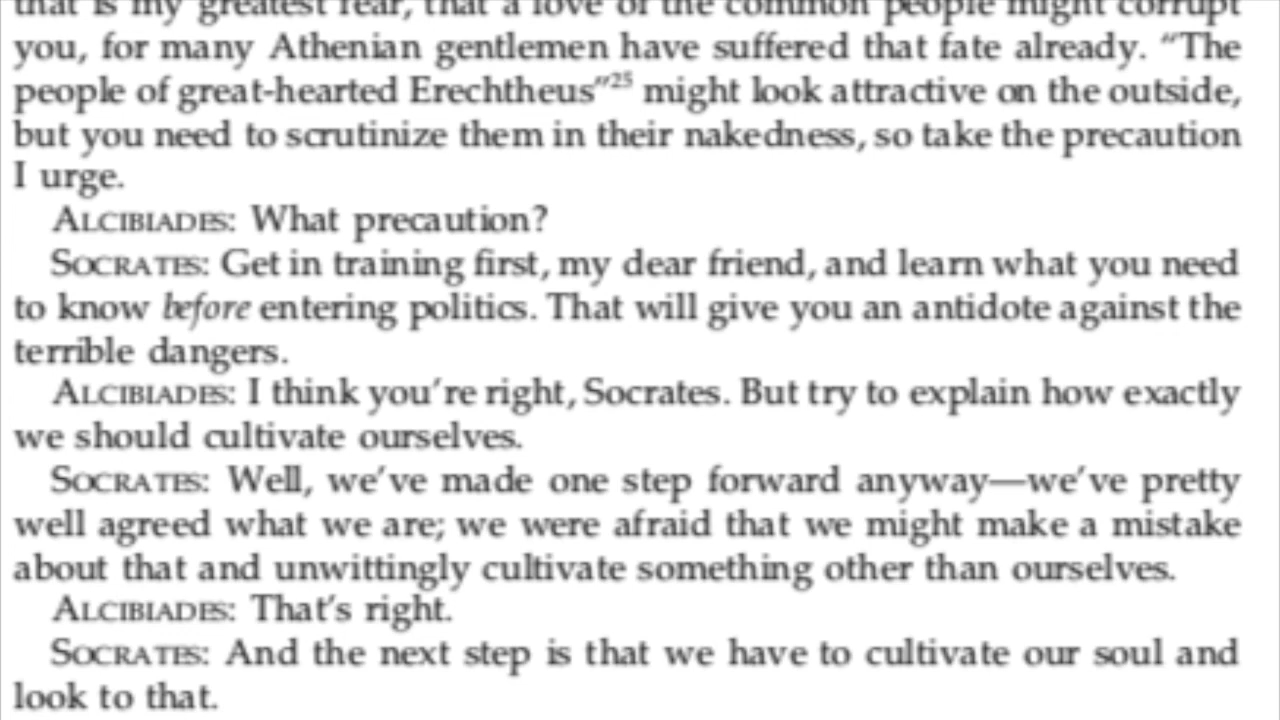 that is my greatest fear, that a love of the common people might corrupt
you, for many Athenian gentlemen have suffered that fate already. “The
people of great-hearted Erechtheus”25 might look attractive on the outside,
but you need to scrutinize them in their nakedness, so take the precaution
I urge.
ALCIBIADES: What precaution?
SOCRATES: Get in training first, my dear friend, and learn what you need
to know before entering politics. That will give you an antidote against the
terrible dangers.
ALCIBIADES: I think you’re right, Socrates. But try to explain how exactly
we should cultivate ourselves.
SOCRATES: Well, we’ve made one step forward anyway—we’ve pretty
well agreed what we are; we were afraid that we might make a mistake
about that and unwittingly cultivate something other than ourselves.
ALCIBIADES: That’s right.
SOCRATES: And the next step is that we have to cultivate our soul and
look to that.